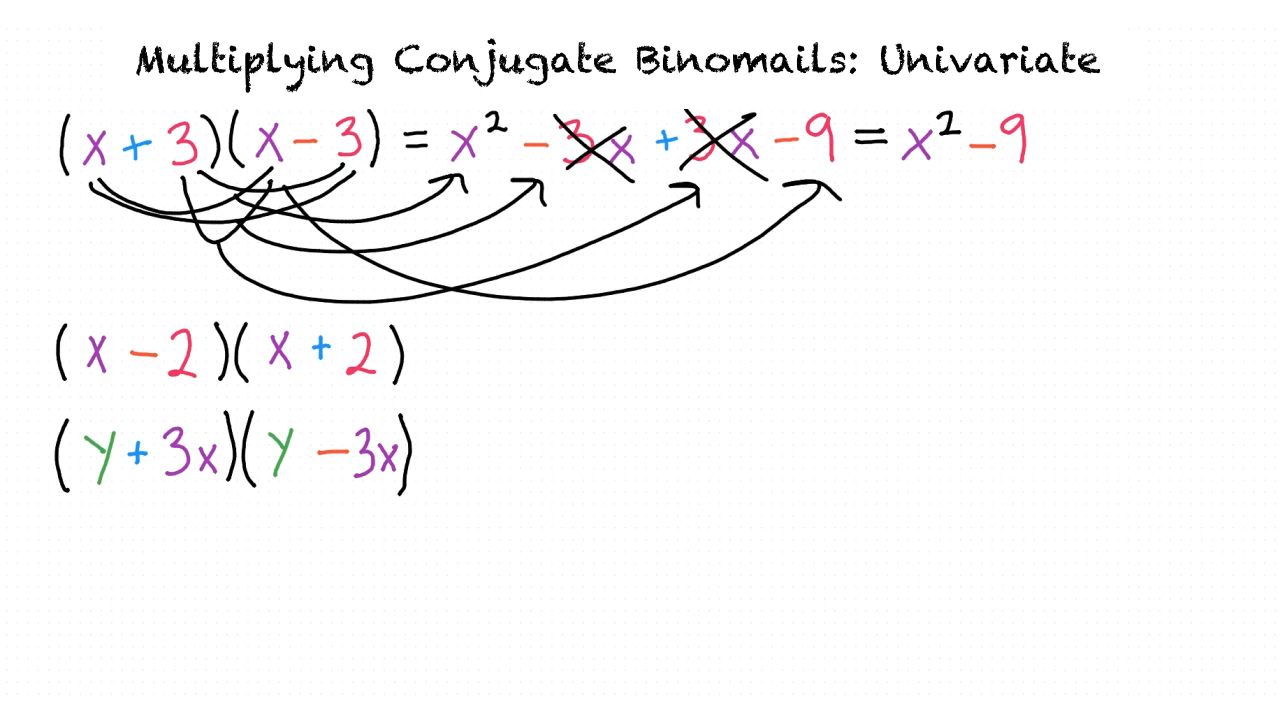 Multiplying Conjugate Binomails: Univariate
(x + 3)(x - 3) = x² - 3x + 3x - 9 = x² - 9
(x - 2)(x + 2)
(y + 3x)(y - 3x)